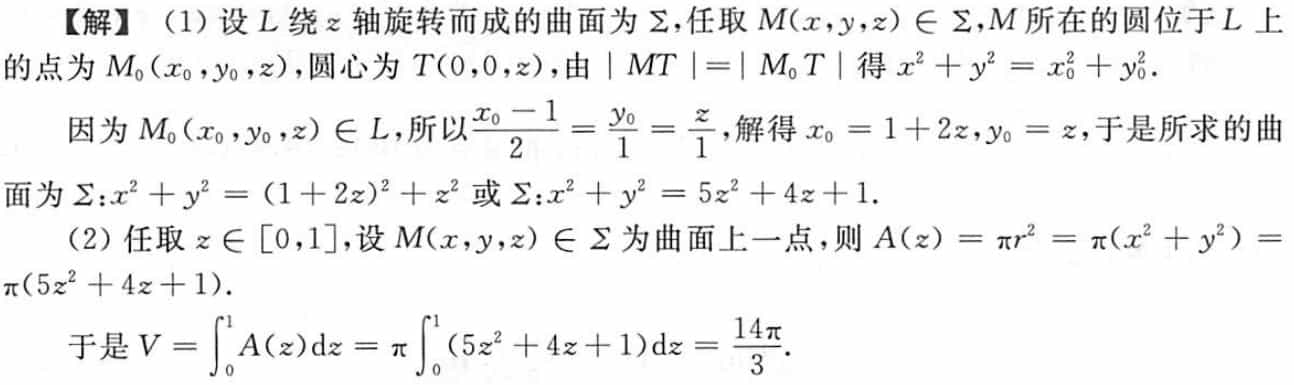 【解】 (1) 设 L 绕 z 轴旋转而成的曲面为 Σ,任取 M(x,y,z) ∈ Σ,M 所在的圆位于 L 上
的点为 M₀(x₀,y₀,z),圆心为 T(0,0,z),由 | MT |=| M₀T | 得 x² + y² = x₀² + y₀².
因为 M₀(x₀,y₀,z) ∈ L,所以 (x₀ − 1)/2 = y₀/1 = z/1,解得 x₀ = 1 + 2z,y₀ = z,于是所求的曲
面为 Σ:x² + y² = (1 + 2z)² + z² 或 Σ:x² + y² = 5z² + 4z + 1.
(2) 任取 z ∈ [0,1],设 M(x,y,z) ∈ Σ 为曲面上一点,则 A(z) = πr² = π(x² + y²) =
π(5z² + 4z + 1).
于是 V = ∫₀¹ A(z)dz = π∫₀¹ (5z² + 4z + 1)dz = 14π/3.